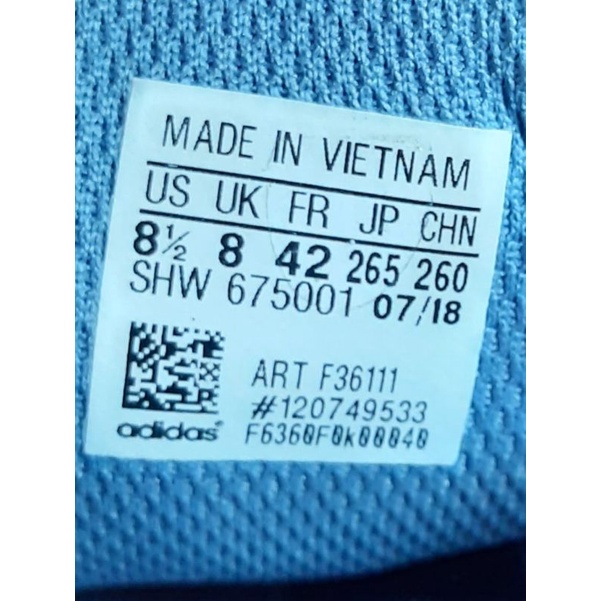 MADE IN VIETNAM
US UK FR JP CHN
8½ 8 42 265 260
SHW 675001 07/18
ART F36111
#120749533
adidas F6360F0K00040